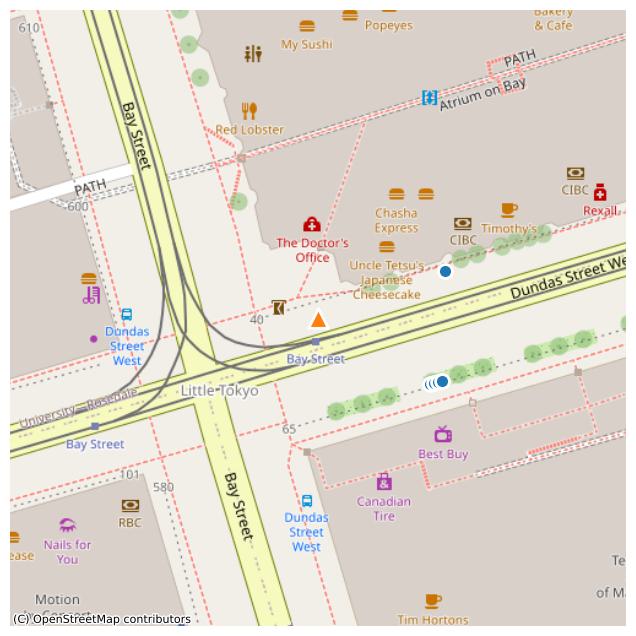 610
Bakery
& Cafe
Popeyes
My Sushi
PATH
Atrium on Bay
Bay Street
Red Lobster
CIBC
PATH
600
Rexall
Chasha
Express
Timothy's
CIBC
The Doctor's
Office
Uncle Tetsu's
Japanese
Cheesecake
Dundas Street We
40
Dundas
Street
West
Bay Street
Little Tokyo
University—Rosedale
Bay Street
65
Best Buy
101
580
Bay Street
Canadian
Tire
RBC
Dundas
Street
West
Nails for
You
ease
Te
of Ma
Motion
Tim Hortons
(C) OpenStreetMap contributors